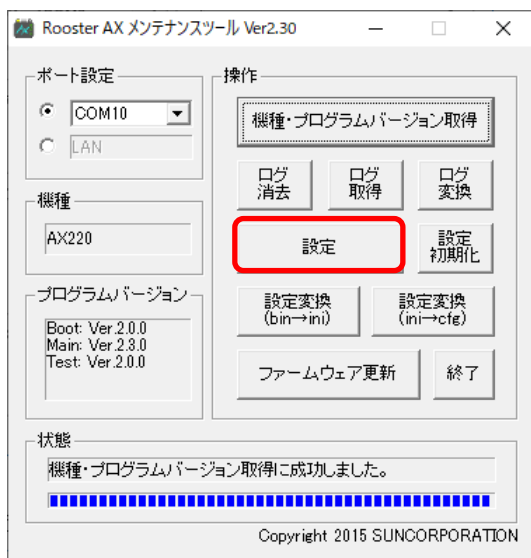 Rooster AX メンテナンスツール Ver2.30
ポート設定
COM10
LAN
機種
AX220
プログラムバージョン
Boot: Ver.2.0.0
Main: Ver.2.3.0
Test: Ver.2.0.0
操作
機種・プログラムバージョン取得
ログ
消去
ログ
取得
ログ
変換
設定
設定
初期化
設定変換
(bin→ini)
設定変換
(ini→cfg)
ファームウェア更新
終了
状態
機種・プログラムバージョン取得に成功しました。
Copyright 2015 SUNCORPORATION